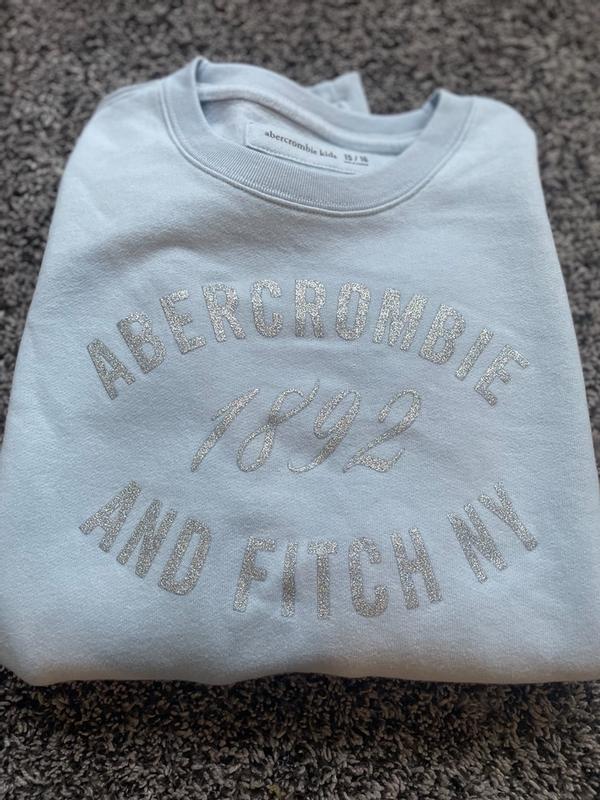 abercrombie kids 15 / 16
ABERCROMBIE
1892
AND FITCH NY